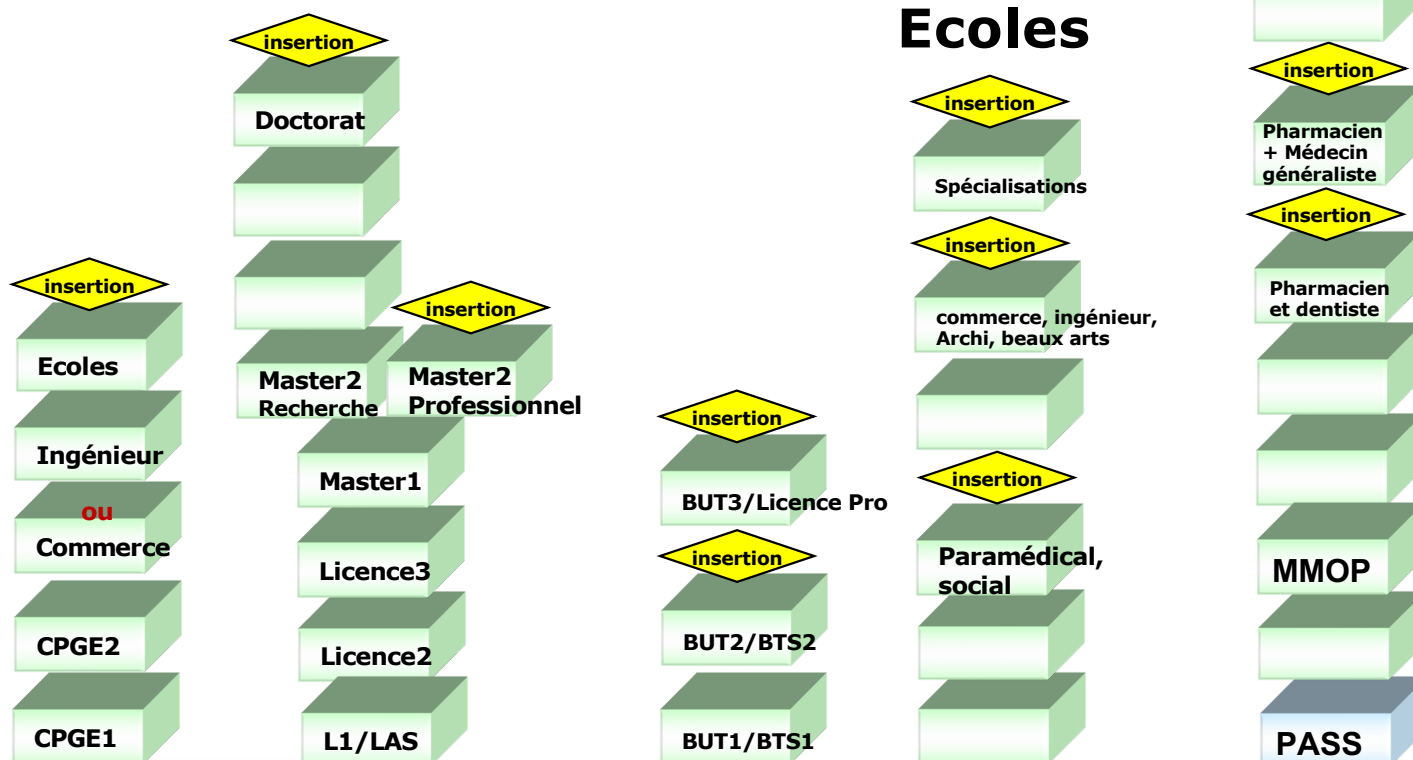 insertion
Ecoles
Ingénieur
ou
Commerce
CPGE2
CPGE1
insertion
Doctorat
Master2
Recherche
insertion
Master2
Professionnel
Master1
Licence3
Licence2
L1/LAS
insertion
BUT3/Licence Pro
insertion
BUT2/BTS2
BUT1/BTS1
Ecoles
insertion
Spécialisations
insertion
commerce, ingénieur,
Archi, beaux arts
insertion
Paramédical,
social
insertion
Pharmacien
+ Médecin
généraliste
insertion
Pharmacien
et dentiste
MMOP
PASS